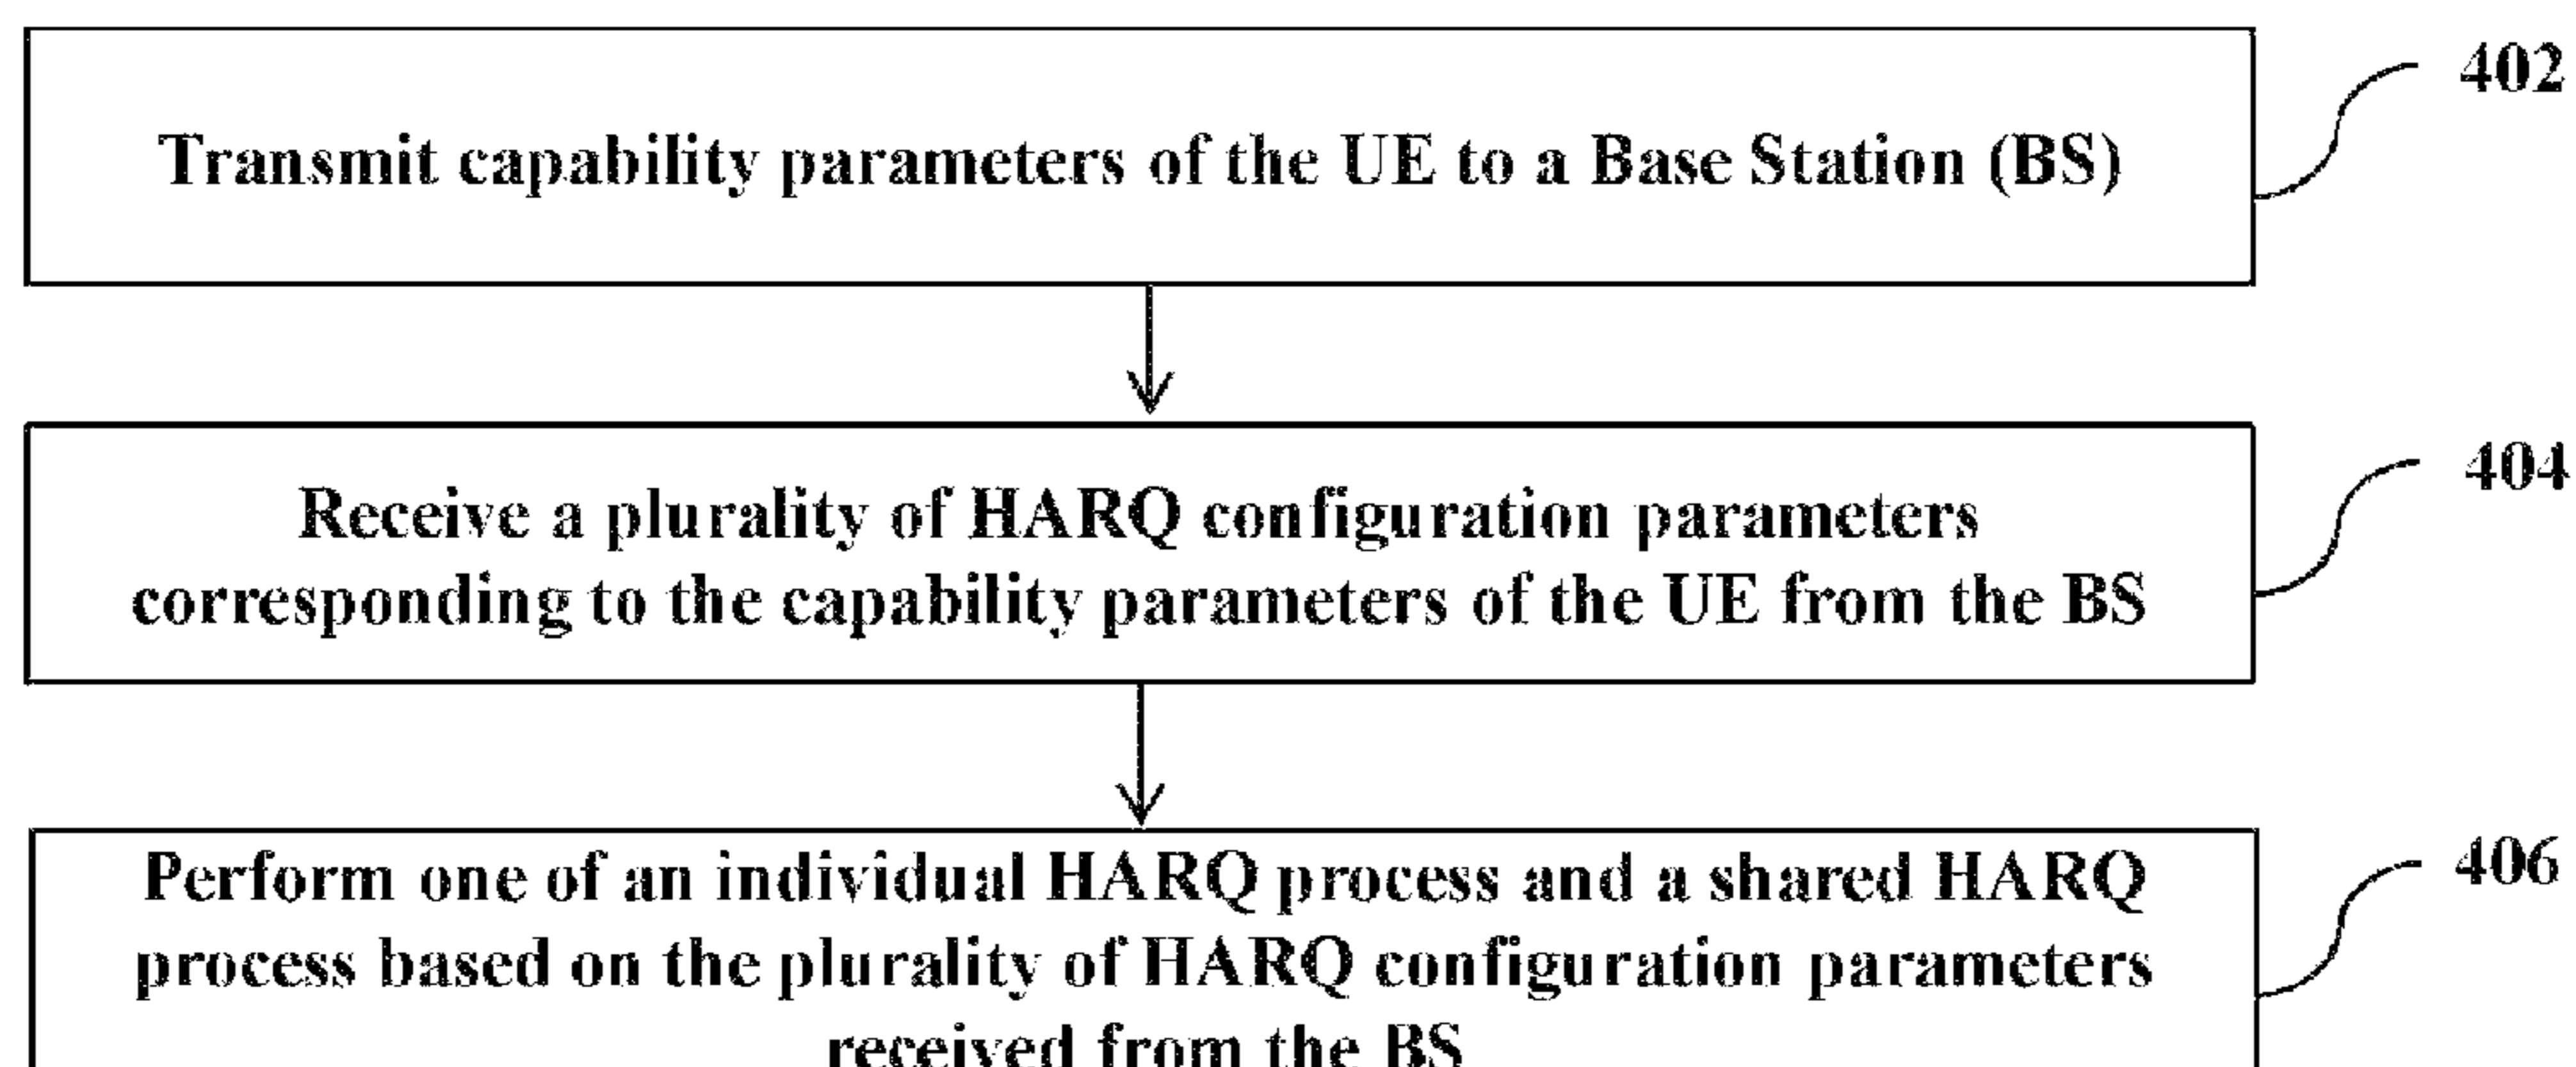 402
Transmit capability parameters of the UE to a Base Station (BS)
404
Receive a plurality of HARQ configuration parameters
corresponding to the capability parameters of the UE from the BS
406
Perform one of an individual HARQ process and a shared HARQ
process based on the plurality of HARQ configuration parameters
received from the BS